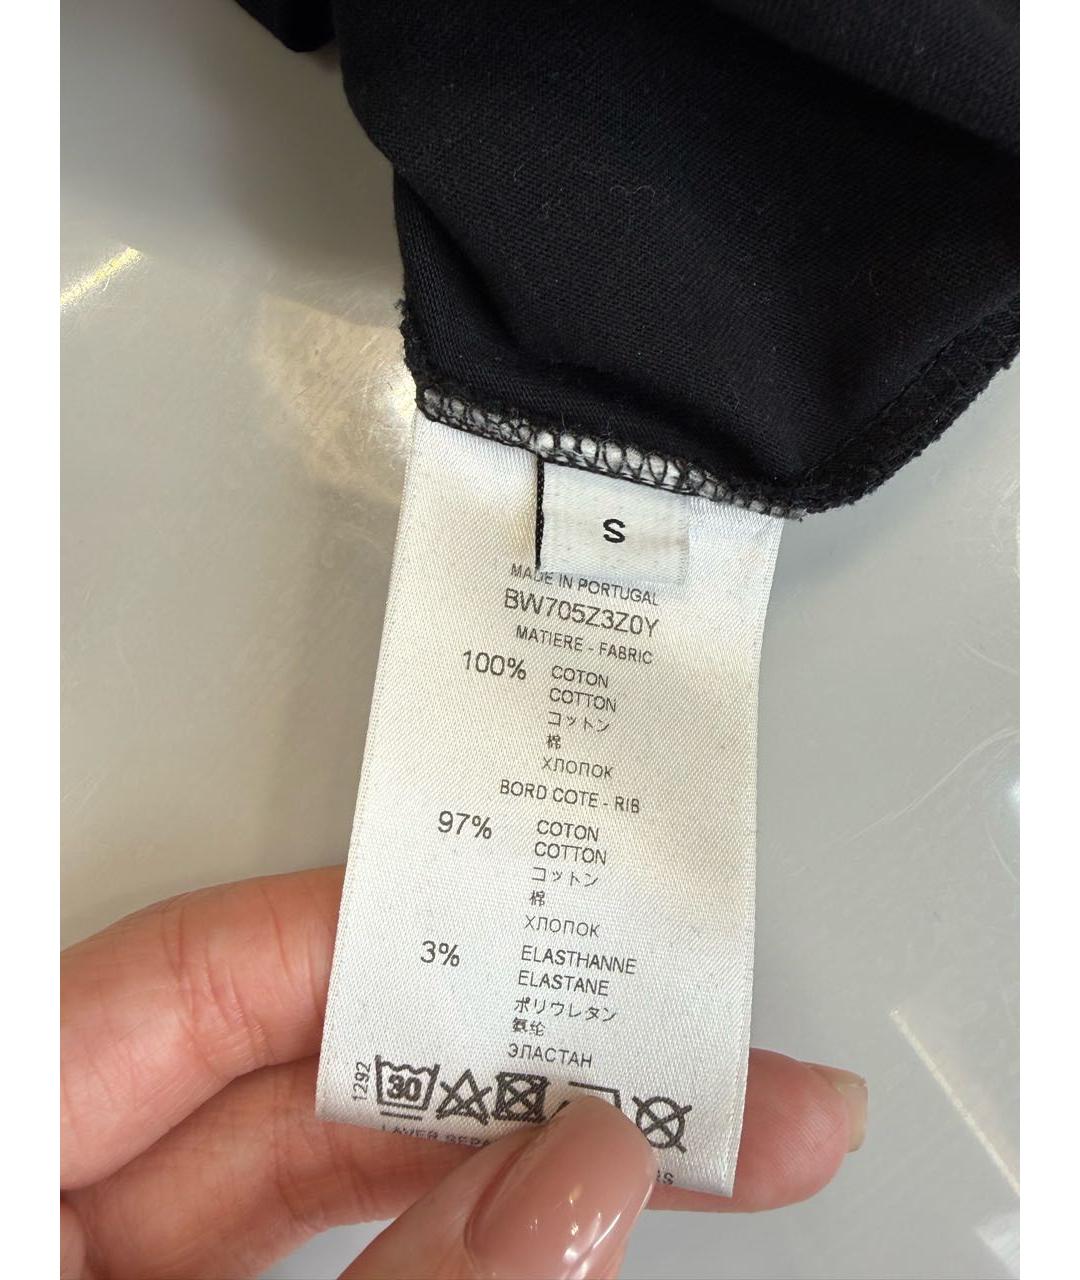 S
MADE IN PORTUGAL
BW705Z3Z0Y
MATIERE - FABRIC
100% COTON
COTTON
コットン
棉
ХЛОПОК
BORD COTE - RIB
97% COTON
COTTON
コットン
棉
ХЛОПОК
3% ELASTHANNE
ELASTANE
ポリウレタン
氨纶
ЭЛАСТАН
1292
30
LAVER